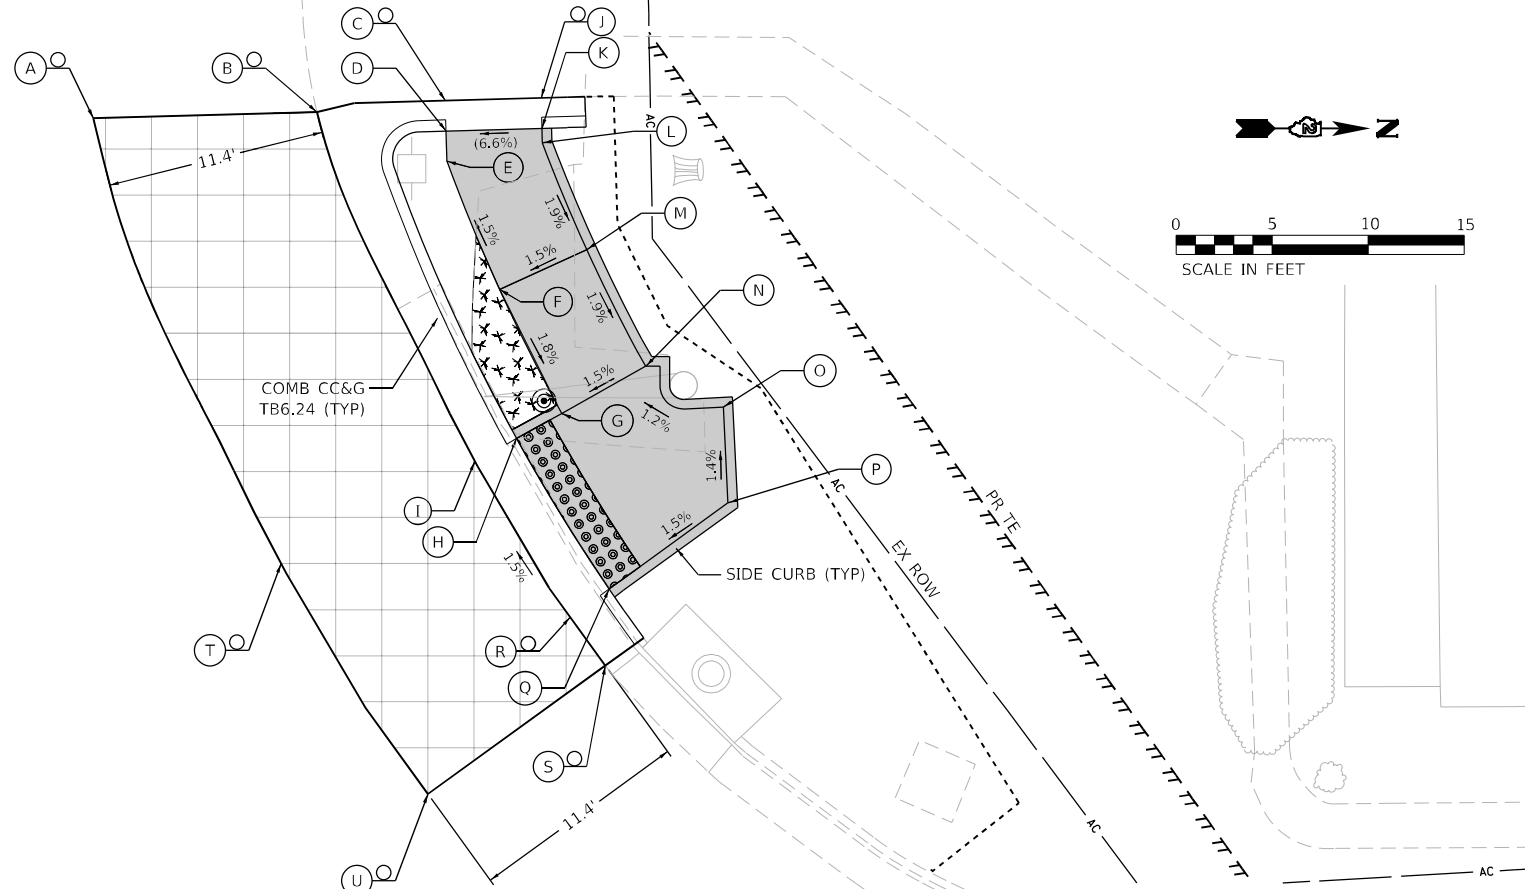 A
B
C
D
J
K
L
E
(6.6%)
AC
11.4'
1.9%
M
1.5%
1.5%
N
F
1.9%
1.8%
1.5%
O
1.2%
G
1.4%
P
COMB CC&G
TB6.24 (TYP)
I
H
1.5%
1.5%
AC
PR TE
EX ROW
SIDE CURB (TYP)
T
R
Q
S
11.4'
U
AC
AC
N
0 5 10 15
SCALE IN FEET